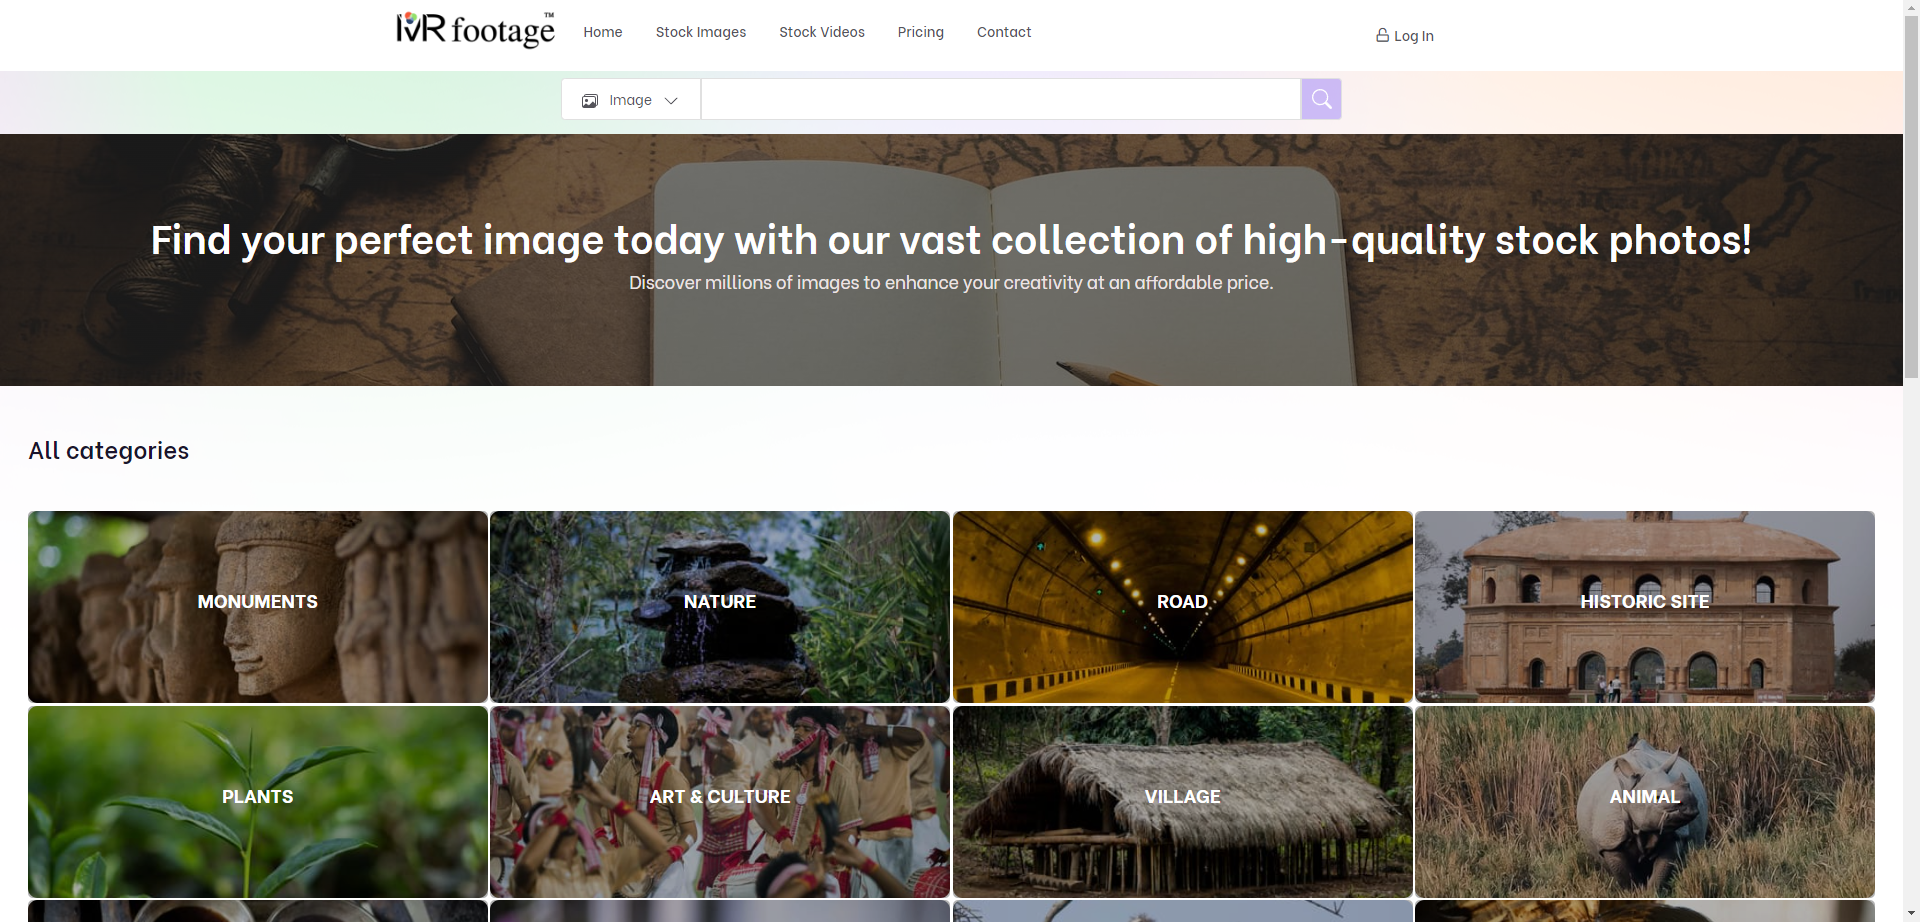 IVR footage™
Home
Stock Images
Stock Videos
Pricing
Contact
Log In
Image
Find your perfect image today with our vast collection of high-quality stock photos!
Discover millions of images to enhance your creativity at an affordable price.
All categories
MONUMENTS
NATURE
ROAD
HISTORIC SITE
PLANTS
ART & CULTURE
VILLAGE
ANIMAL